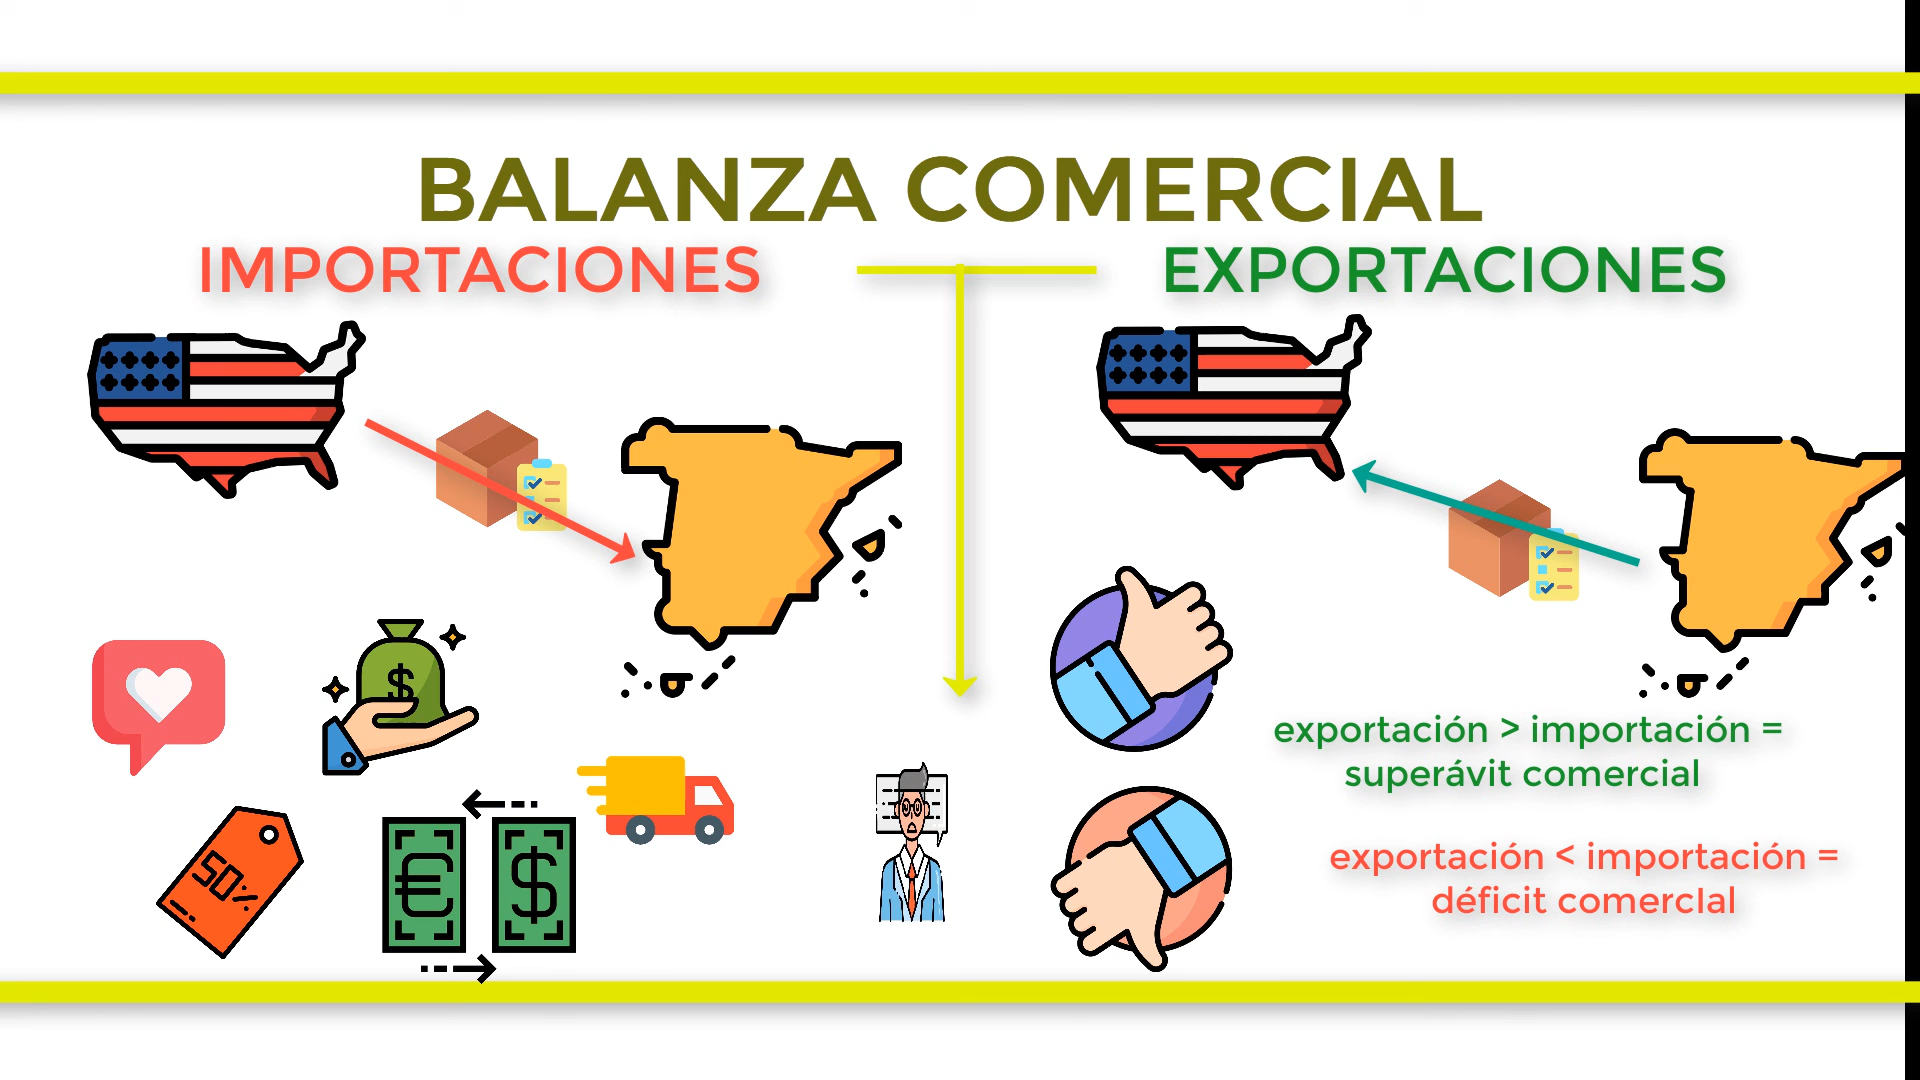 BALANZA COMERCIAL
IMPORTACIONES
EXPORTACIONES
$
50%
€ $
exportación > importación =
superávit comercial
exportación < importación =
déficit comercIal